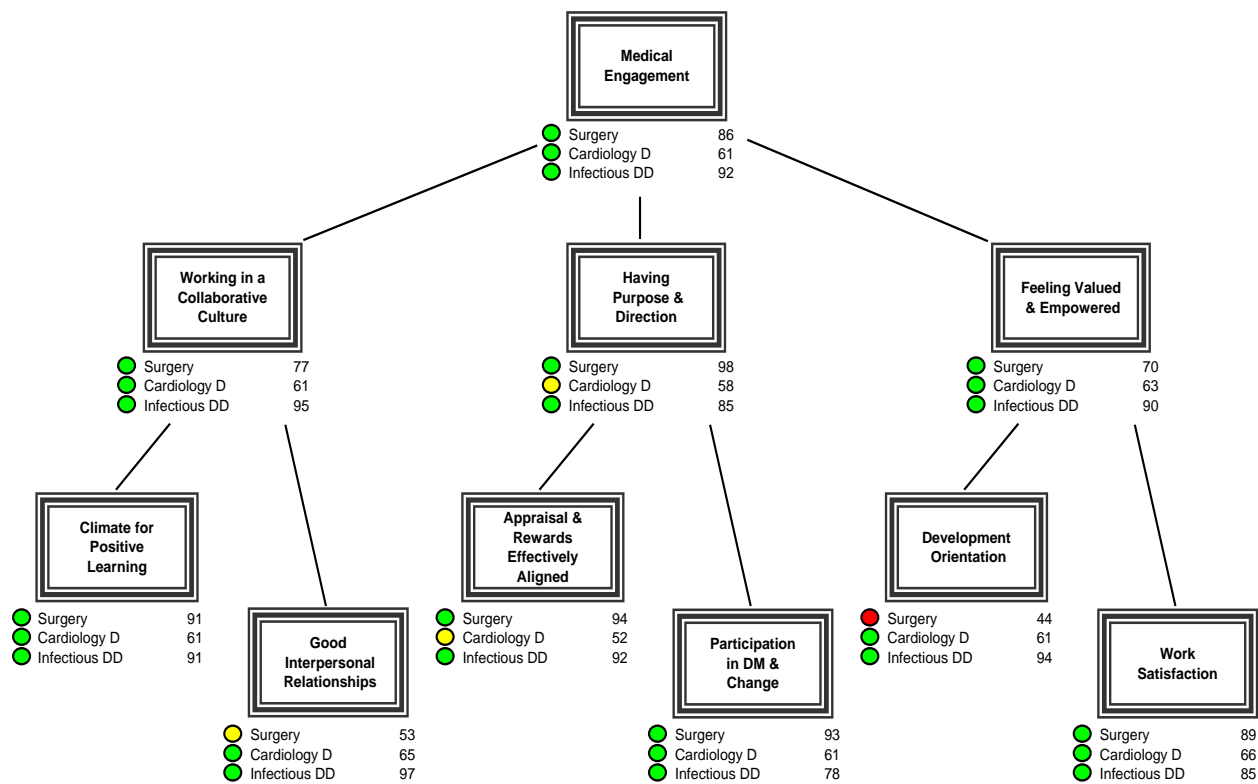 Medical
Engagement
Surgery 86
Cardiology D 61
Infectious DD 92
Working in a
Collaborative
Culture
Surgery 77
Cardiology D 61
Infectious DD 95
Having
Purpose &
Direction
Surgery 98
Cardiology D 58
Infectious DD 85
Feeling Valued
& Empowered
Surgery 70
Cardiology D 63
Infectious DD 90
Climate for
Positive
Learning
Surgery 91
Cardiology D 61
Infectious DD 91
Good
Interpersonal
Relationships
Surgery 53
Cardiology D 65
Infectious DD 97
Appraisal &
Rewards
Effectively
Aligned
Surgery 94
Cardiology D 52
Infectious DD 92
Participation
in DM &
Change
Surgery 93
Cardiology D 61
Infectious DD 78
Development
Orientation
Surgery 44
Cardiology D 61
Infectious DD 94
Work
Satisfaction
Surgery 89
Cardiology D 66
Infectious DD 85